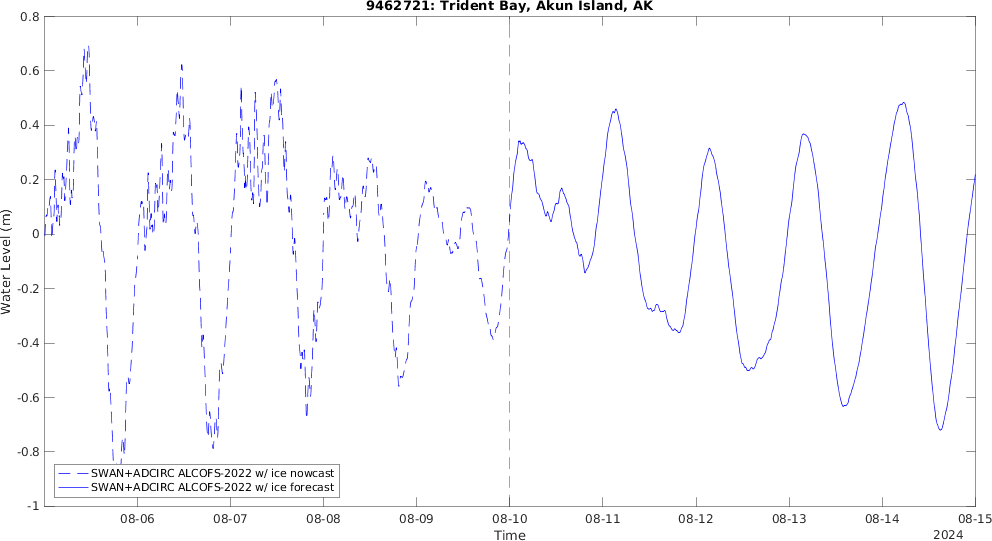 9462721: Trident Bay, Akun Island, AK
0.8
0.6
0.4
0.2
0
-0.2
-0.4
-0.6
-0.8
-1
Water Level (m)
SWAN+ADCIRC ALCOFS-2022 w/ ice nowcast
SWAN+ADCIRC ALCOFS-2022 w/ ice forecast
08-06 08-07 08-08 08-09 08-10 08-11 08-12 08-13 08-14 08-15
Time
2024